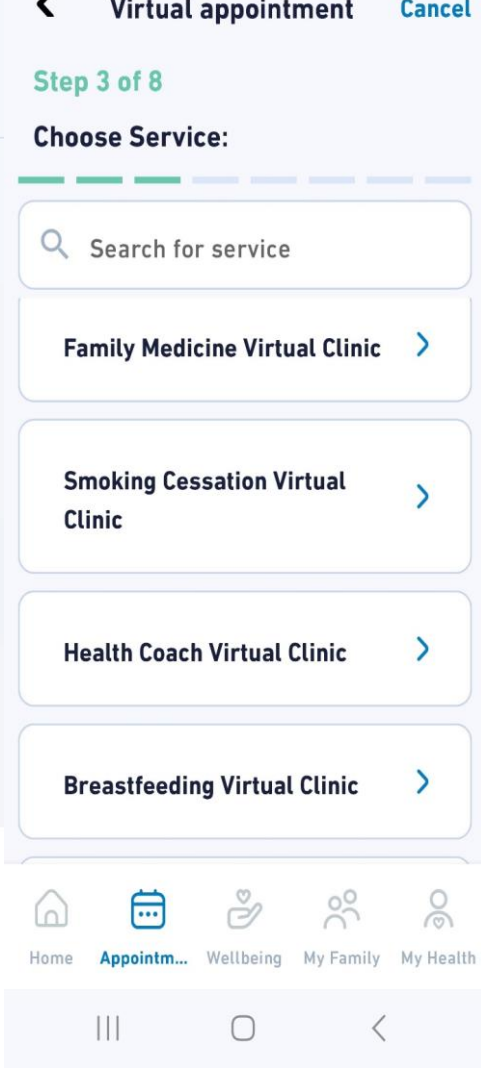 Virtual appointment Cancel
Step 3 of 8
Choose Service:
Search for service
Family Medicine Virtual Clinic
Smoking Cessation Virtual
Clinic
Health Coach Virtual Clinic
Breastfeeding Virtual Clinic
Home Appointm... Wellbeing My Family My Health